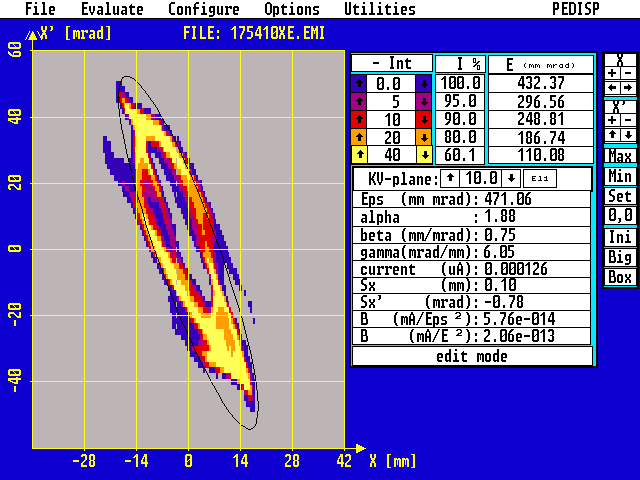 File Evaluate Configure Options Utilities PEDISP
X' [mrad] FILE: 175410XE.EMI
60
40
20
0
-20
-40
-28 -14 0 14 28 42 X [mm]
- Int I % E (mm mrad)
0.0 100.0 432.37
5 95.0 296.56
10 90.0 248.81
20 80.0 186.74
40 60.1 110.08
KV-plane: 10.0 Ell
Eps (mm mrad): 471.06
alpha : 1.88
beta (mm/mrad): 0.75
gamma(mrad/mm): 6.05
current (uA): 0.000126
Sx (mm): 0.10
Sx' (mrad): -0.78
B (mA/Eps ²): 5.76e-014
B (mA/E ²): 2.06e-013
edit mode
X
+ -
← →
X'
+ -
↑ ↓
Max
Min
Set
0,0
Ini
Big
Box